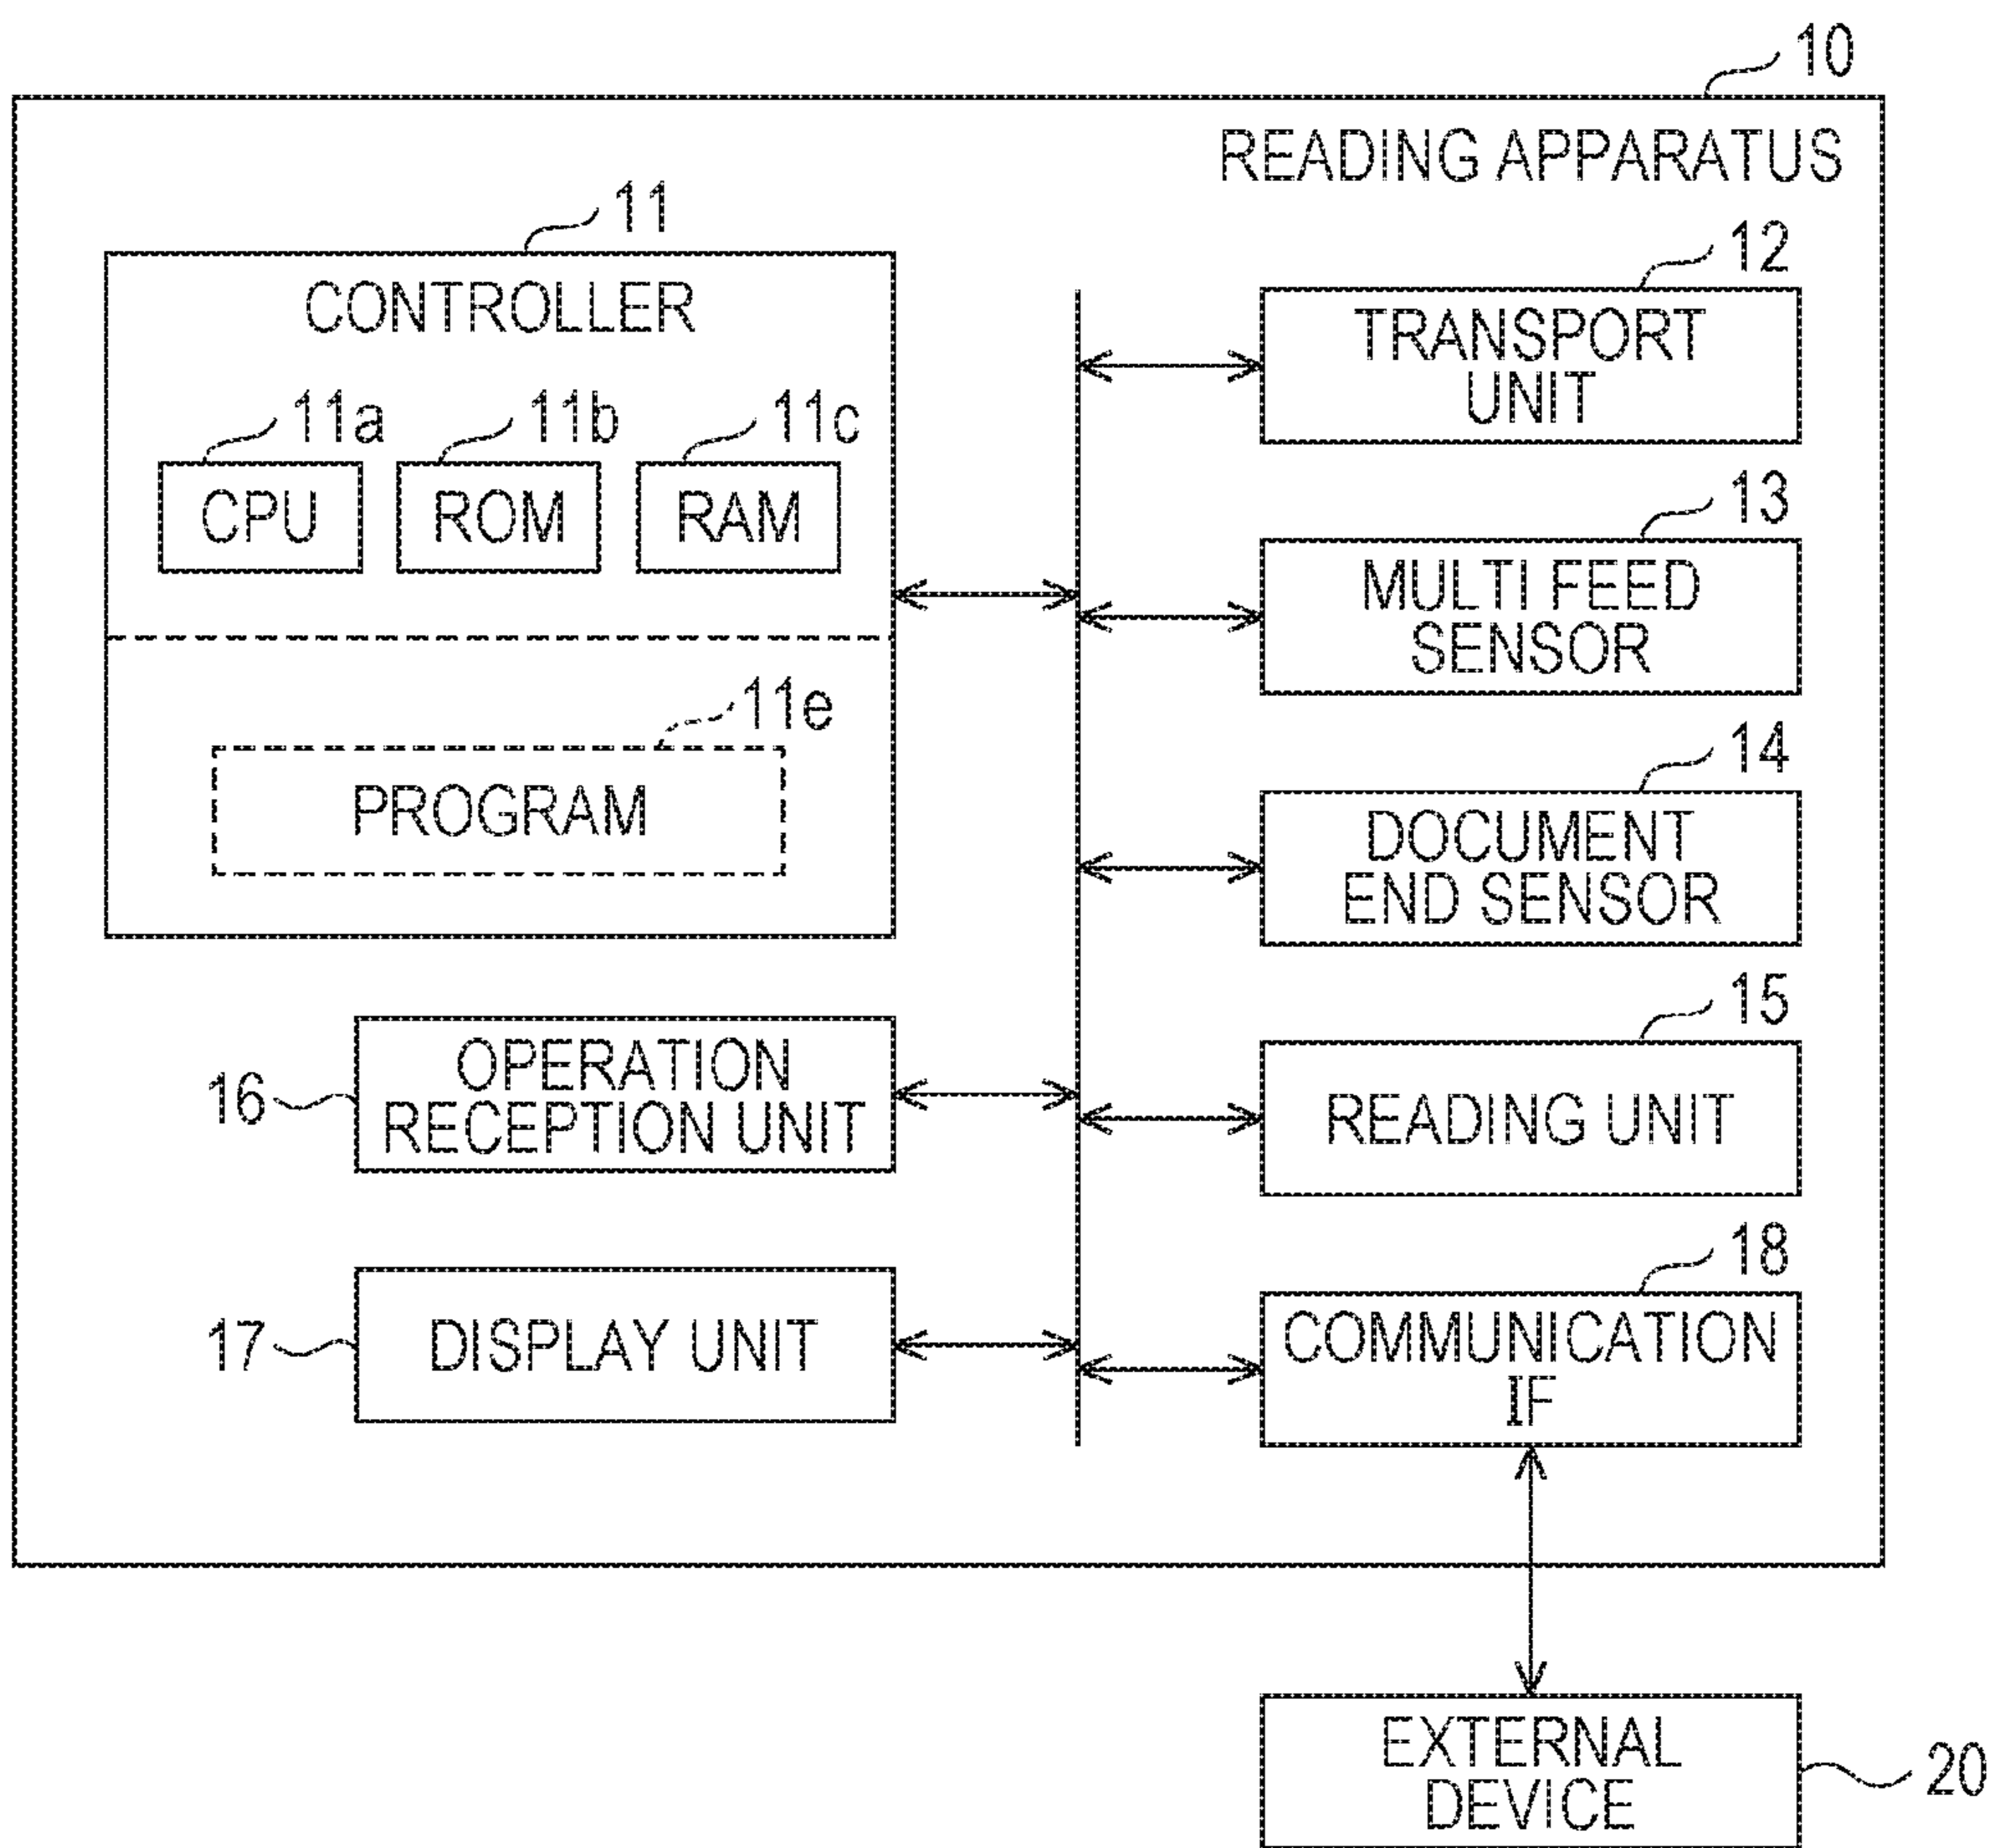 10
READING APPARATUS
11
CONTROLLER
11a
11b
11c
CPU
ROM
RAM
11e
PROGRAM
12
TRANSPORT
UNIT
13
MULTI FEED
SENSOR
14
DOCUMENT
END SENSOR
15
READING UNIT
16
OPERATION
RECEPTION UNIT
17
DISPLAY UNIT
18
COMMUNICATION
IF
EXTERNAL
DEVICE
20